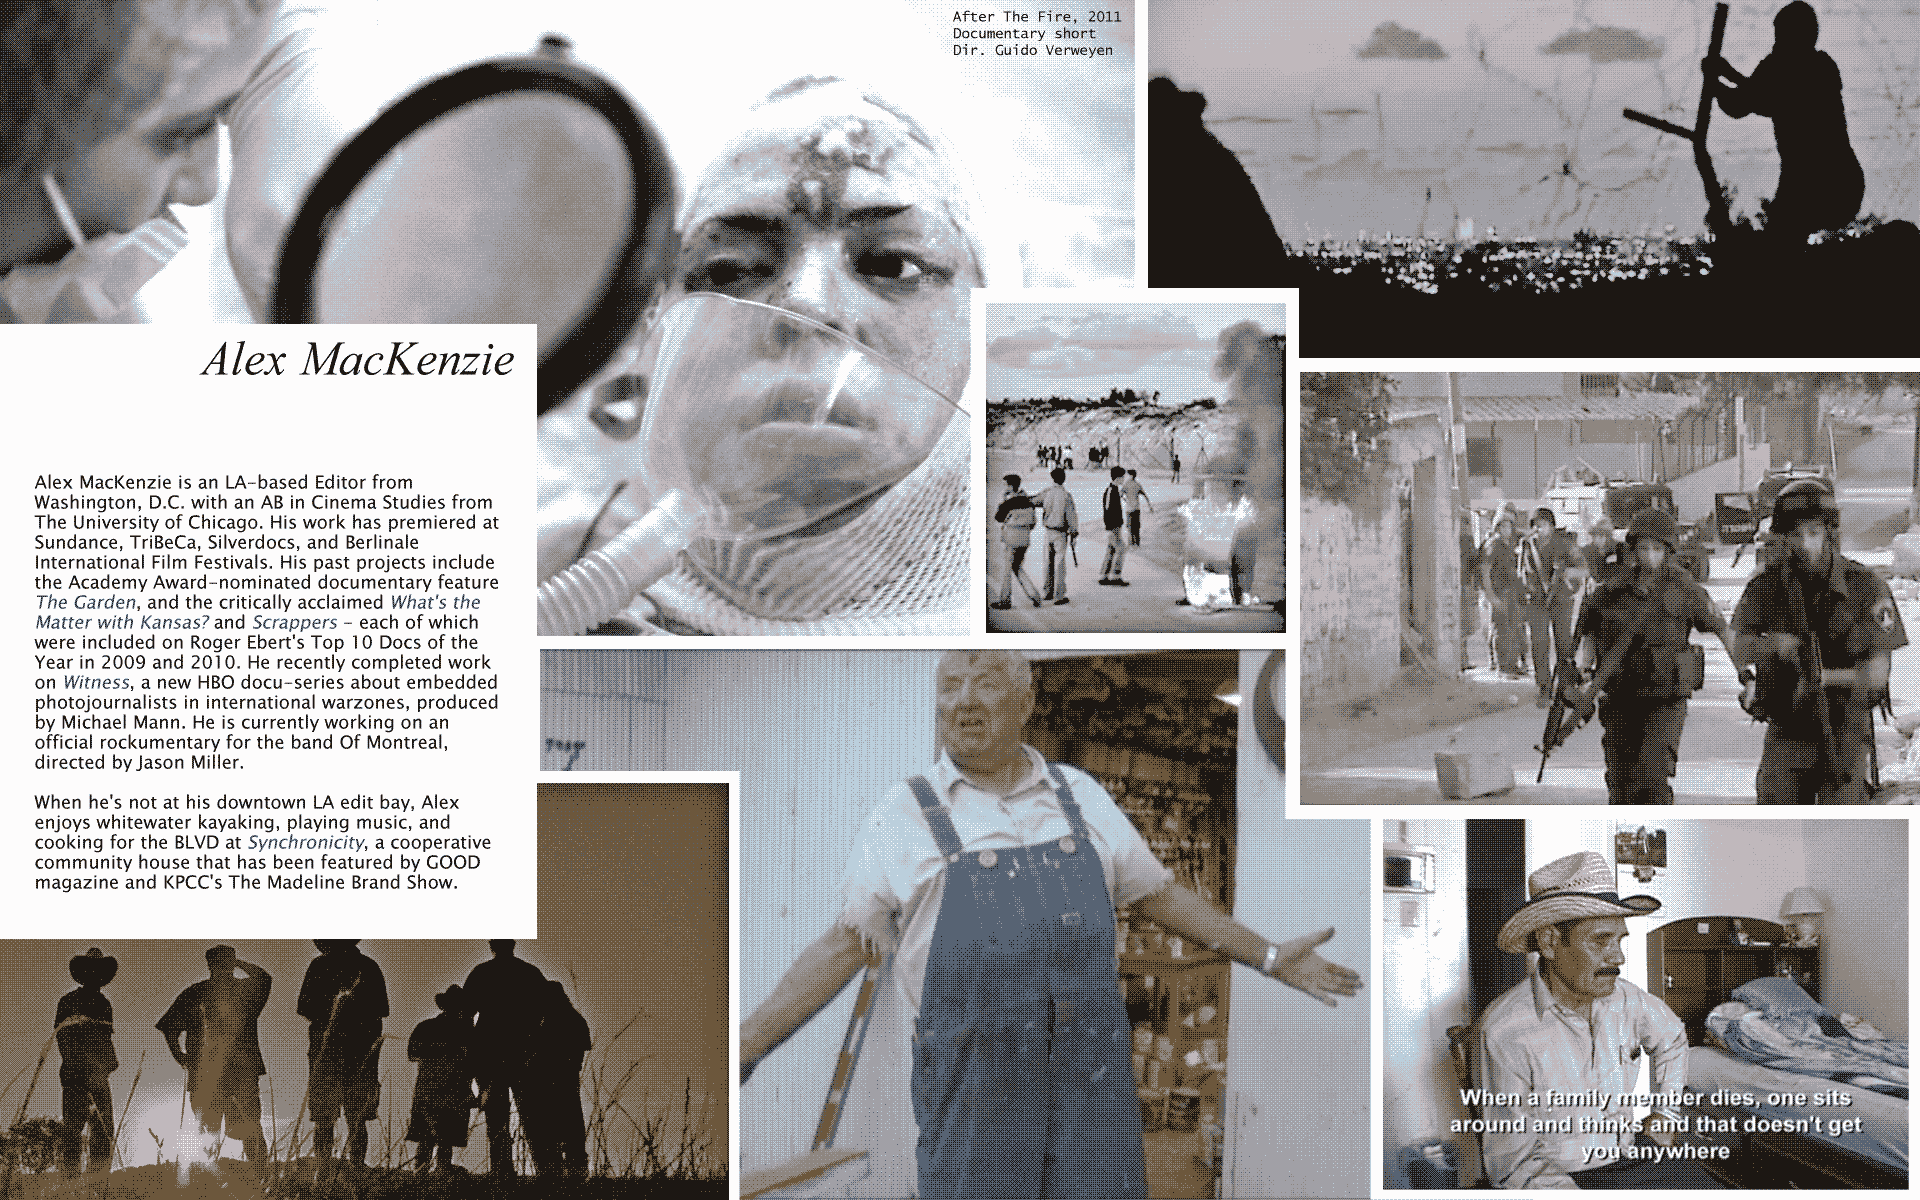 After The Fire, 2011
Documentary short
Dir. Guido Verweyen
Alex MacKenzie
Alex MacKenzie is an LA-based Editor from
Washington, D.C. with an AB in Cinema Studies from
The University of Chicago. His work has premiered at
Sundance, TriBeCa, Silverdocs, and Berlinale
International Film Festivals. His past projects include
the Academy Award-nominated documentary feature
The Garden, and the critically acclaimed What's the
Matter with Kansas? and Scrappers - each of which
were included on Roger Ebert's Top 10 Docs of the
Year in 2009 and 2010. He recently completed work
on Witness, a new HBO docu-series about embedded
photojournalists in international warzones, produced
by Michael Mann. He is currently working on an
official rockumentary for the band Of Montreal,
directed by Jason Miller.
When he's not at his downtown LA edit bay, Alex
enjoys whitewater kayaking, playing music, and
cooking for the BLVD at Synchronicity, a cooperative
community house that has been featured by GOOD
magazine and KPCC's The Madeline Brand Show.
When a family member dies, one sits
around and thinks and that doesn't get
you anywhere